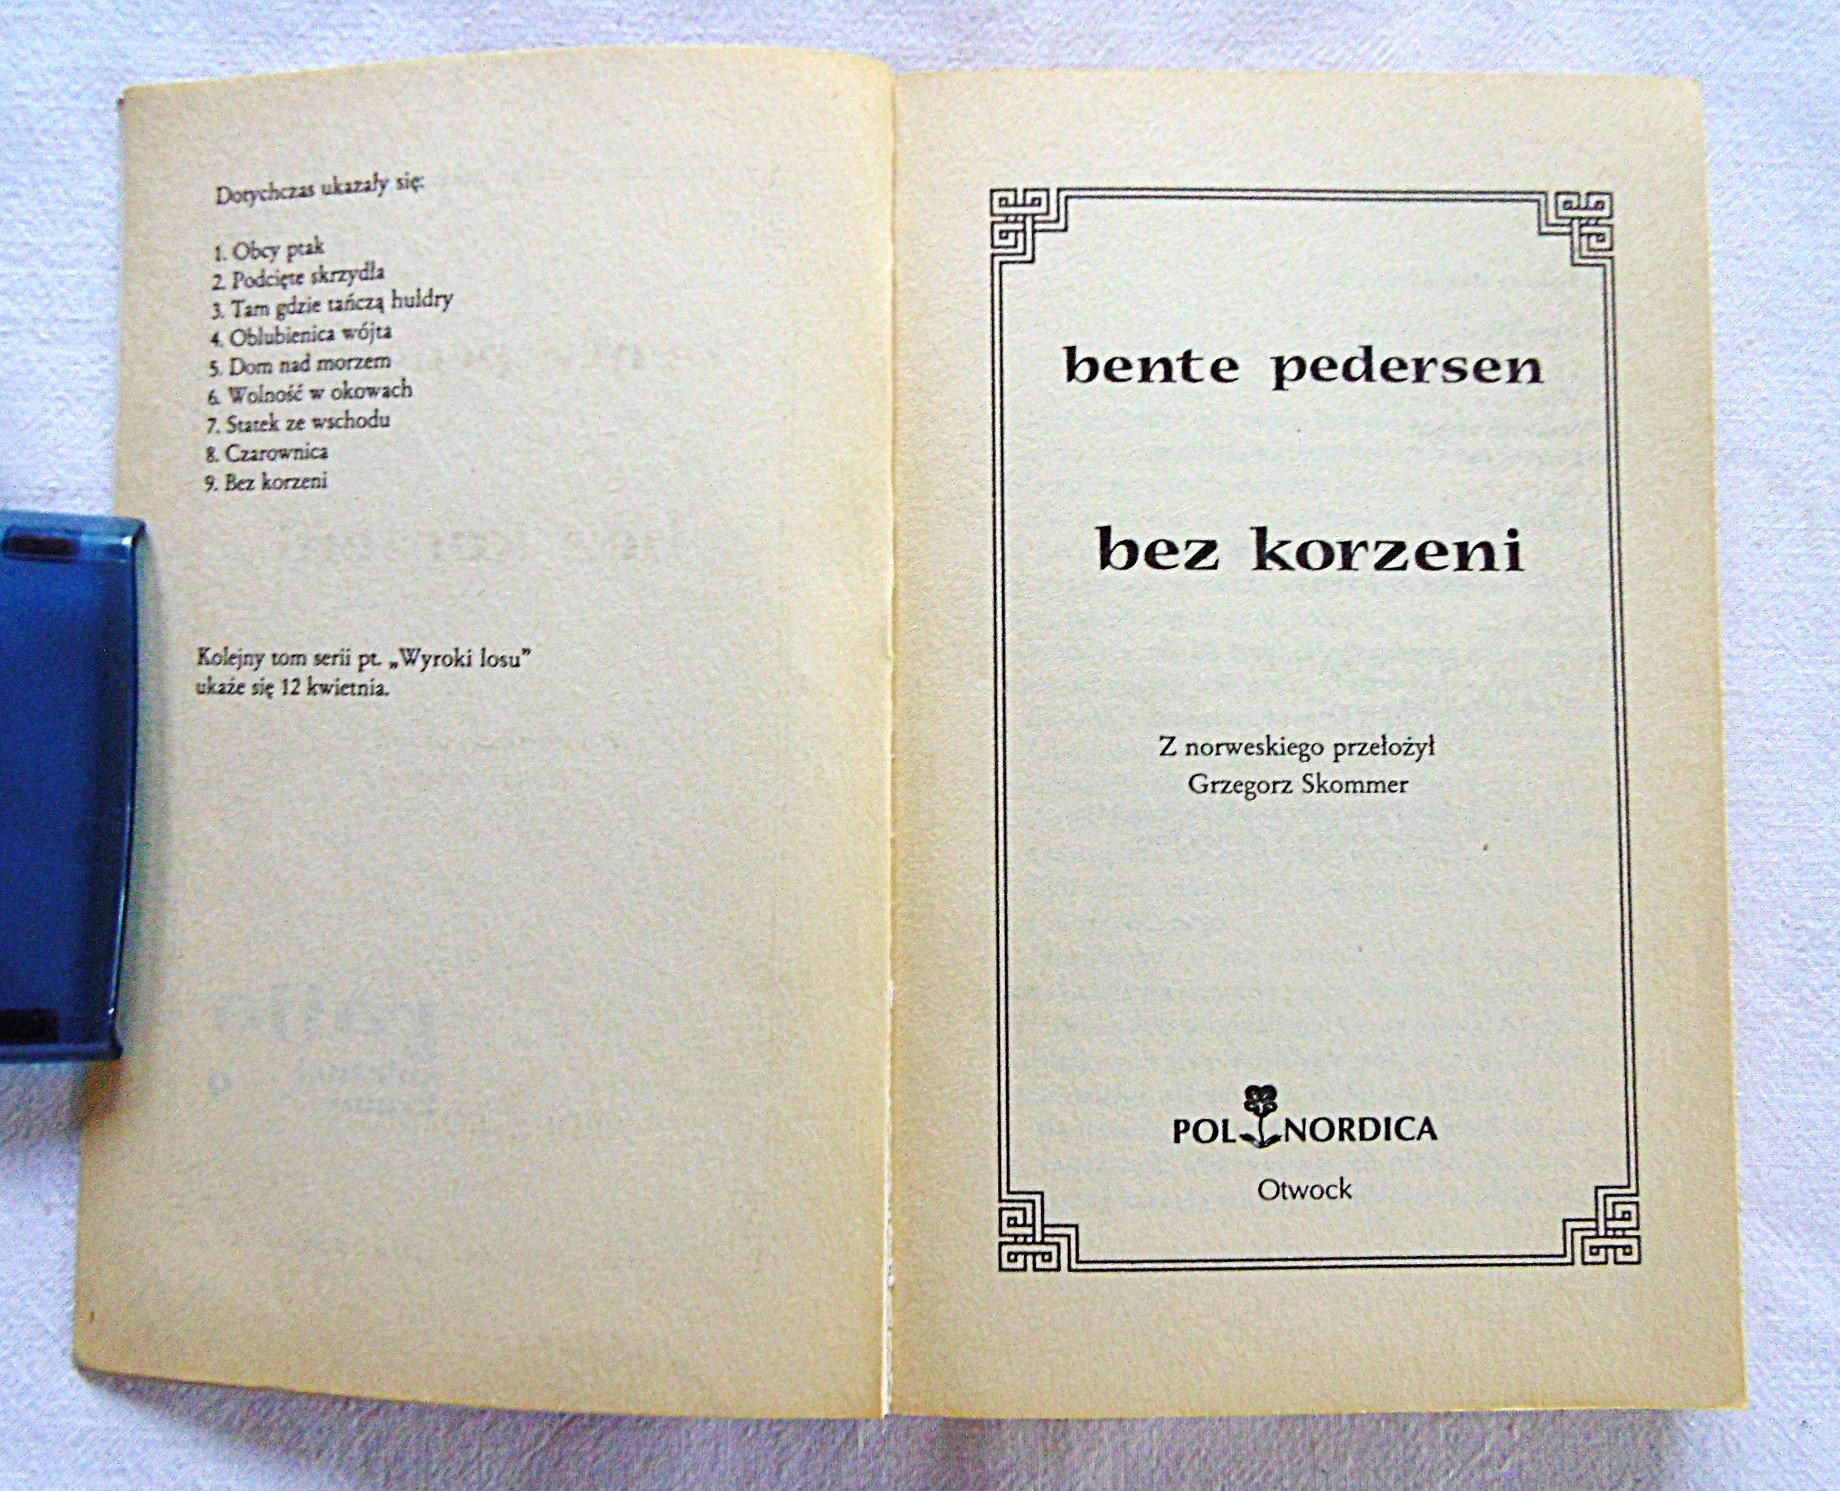 Dotychczas ukazały się:
1. Obcy ptak
2. Podcięte skrzydła
3. Tam gdzie tańczą huldry
4. Oblubienica wójta
5. Dom nad morzem
6. Wolność w okowach
7. Statek ze wschodu
8. Czarownica
9. Bez korzeni
Kolejny tom serii pt. „Wyroki losu”
ukaże się 12 kwietnia.
bente pedersen
bez korzeni
Z norweskiego przełożył
Grzegorz Skommer
POL NORDICA
Otwock